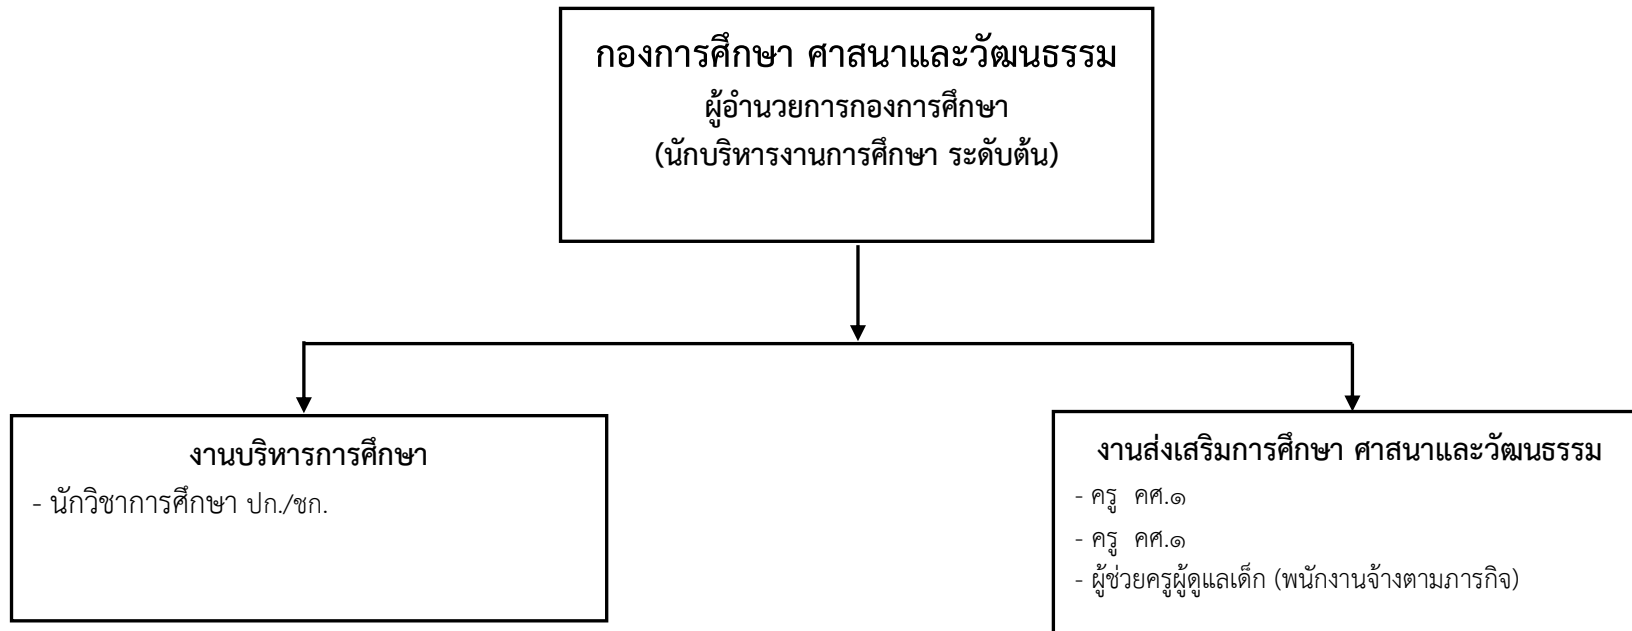 กองการศึกษา ศาสนาและวัฒนธรรม
ผู้อำนวยการกองการศึกษา
(นักบริหารงานการศึกษา ระดับต้น)
งานบริหารการศึกษา
- นักวิชาการศึกษา ปก./ชก.
งานส่งเสริมการศึกษา ศาสนาและวัฒนธรรม
- ครู คศ.๑
- ครู คศ.๑
- ผู้ช่วยครูผู้ดูแลเด็ก (พนักงานจ้างตามภารกิจ)